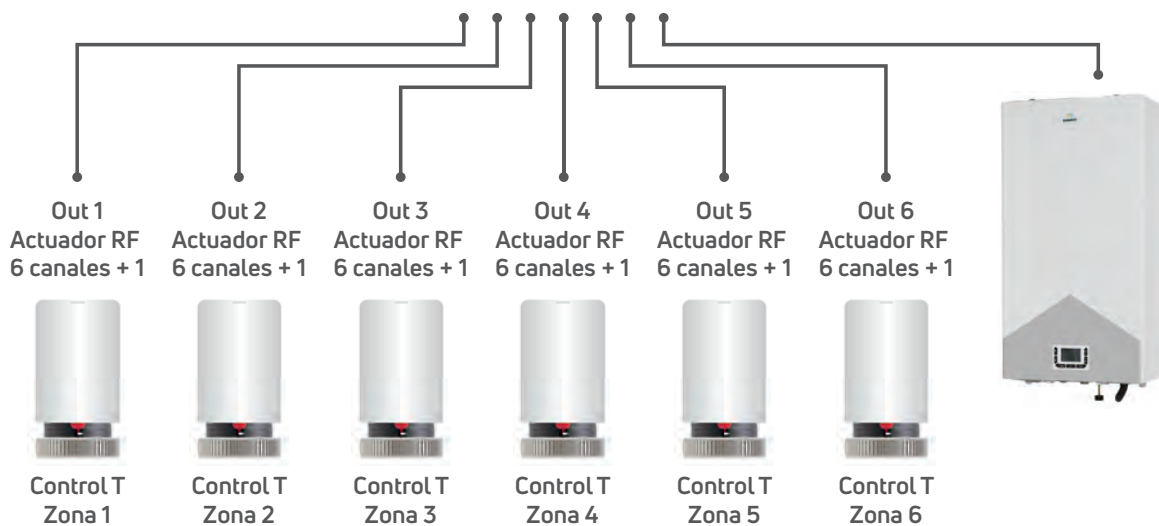 Out 1
Actuador RF
6 canales + 1
Out 2
Actuador RF
6 canales + 1
Out 3
Actuador RF
6 canales + 1
Out 4
Actuador RF
6 canales + 1
Out 5
Actuador RF
6 canales + 1
Out 6
Actuador RF
6 canales + 1
Control T
Zona 1
Control T
Zona 2
Control T
Zona 3
Control T
Zona 4
Control T
Zona 5
Control T
Zona 6